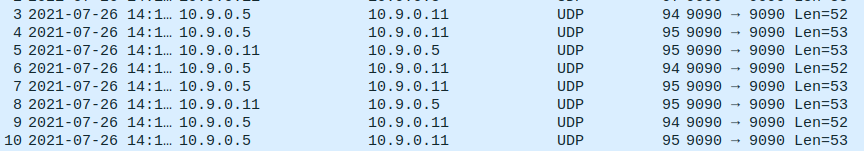 3 2021-07-26 14:1… 10.9.0.5 10.9.0.11 UDP 94 9090 → 9090 Len=52
4 2021-07-26 14:1… 10.9.0.5 10.9.0.11 UDP 95 9090 → 9090 Len=53
5 2021-07-26 14:1… 10.9.0.11 10.9.0.5 UDP 95 9090 → 9090 Len=53
6 2021-07-26 14:1… 10.9.0.5 10.9.0.11 UDP 94 9090 → 9090 Len=52
7 2021-07-26 14:1… 10.9.0.5 10.9.0.11 UDP 95 9090 → 9090 Len=53
8 2021-07-26 14:1… 10.9.0.11 10.9.0.5 UDP 95 9090 → 9090 Len=53
9 2021-07-26 14:1… 10.9.0.5 10.9.0.11 UDP 94 9090 → 9090 Len=52
10 2021-07-26 14:1… 10.9.0.5 10.9.0.11 UDP 95 9090 → 9090 Len=53